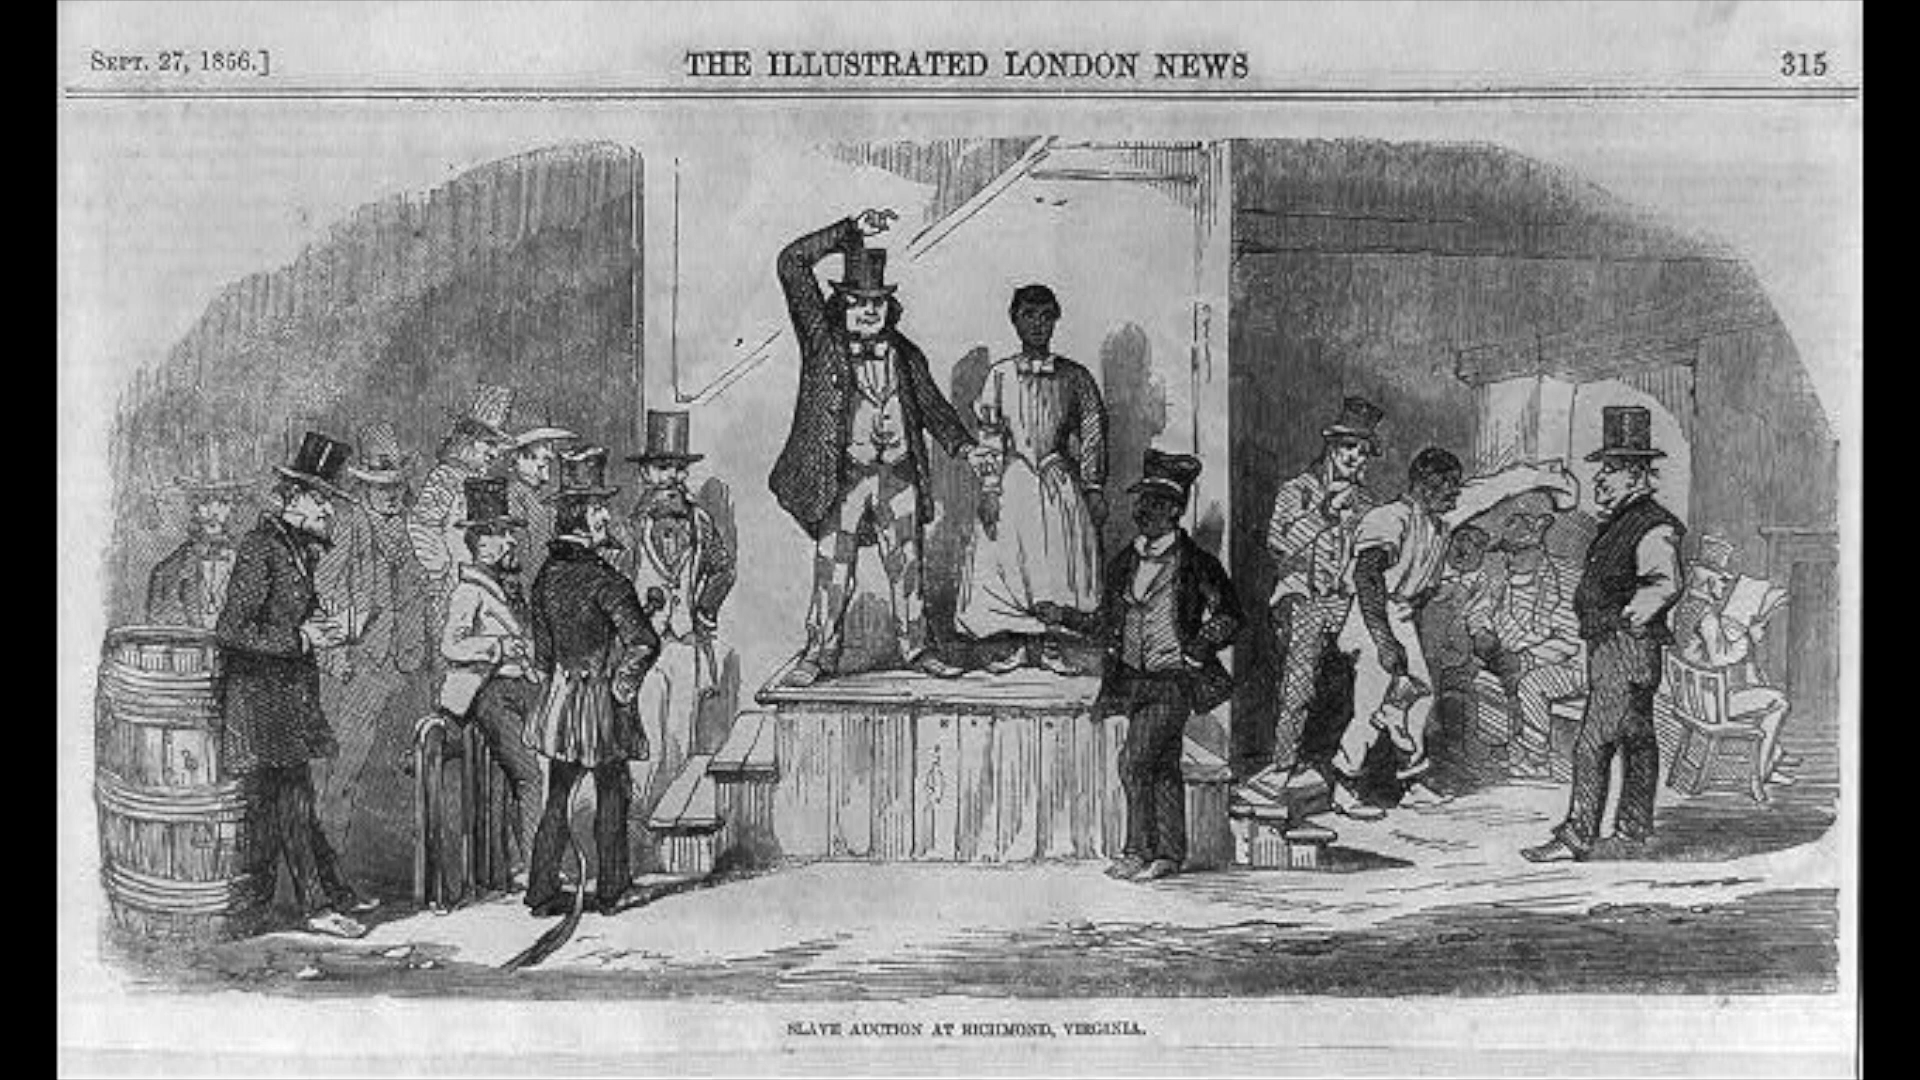 SEPT. 27, 1856.] THE ILLUSTRATED LONDON NEWS 315
SLAVE AUCTION AT RICHMOND, VIRGINIA.